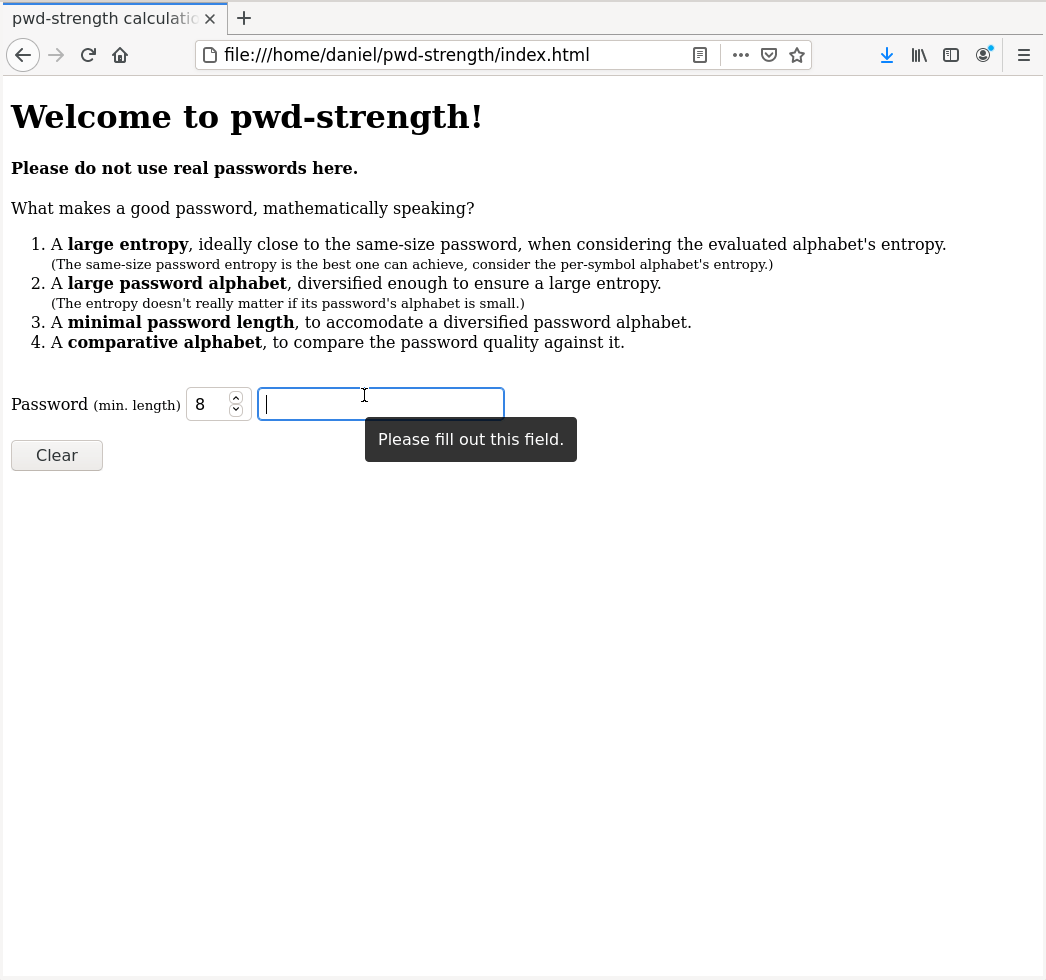 pwd-strength calculatio
file:///home/daniel/pwd-strength/index.html
Welcome to pwd-strength!
Please do not use real passwords here.
What makes a good password, mathematically speaking?
1. A large entropy, ideally close to the same-size password, when considering the evaluated alphabet's entropy.
(The same-size password entropy is the best one can achieve, consider the per-symbol alphabet's entropy.)
2. A large password alphabet, diversified enough to ensure a large entropy.
(The entropy doesn't really matter if its password's alphabet is small.)
3. A minimal password length, to accomodate a diversified password alphabet.
4. A comparative alphabet, to compare the password quality against it.
Password (min. length) 8
Please fill out this field.
Clear